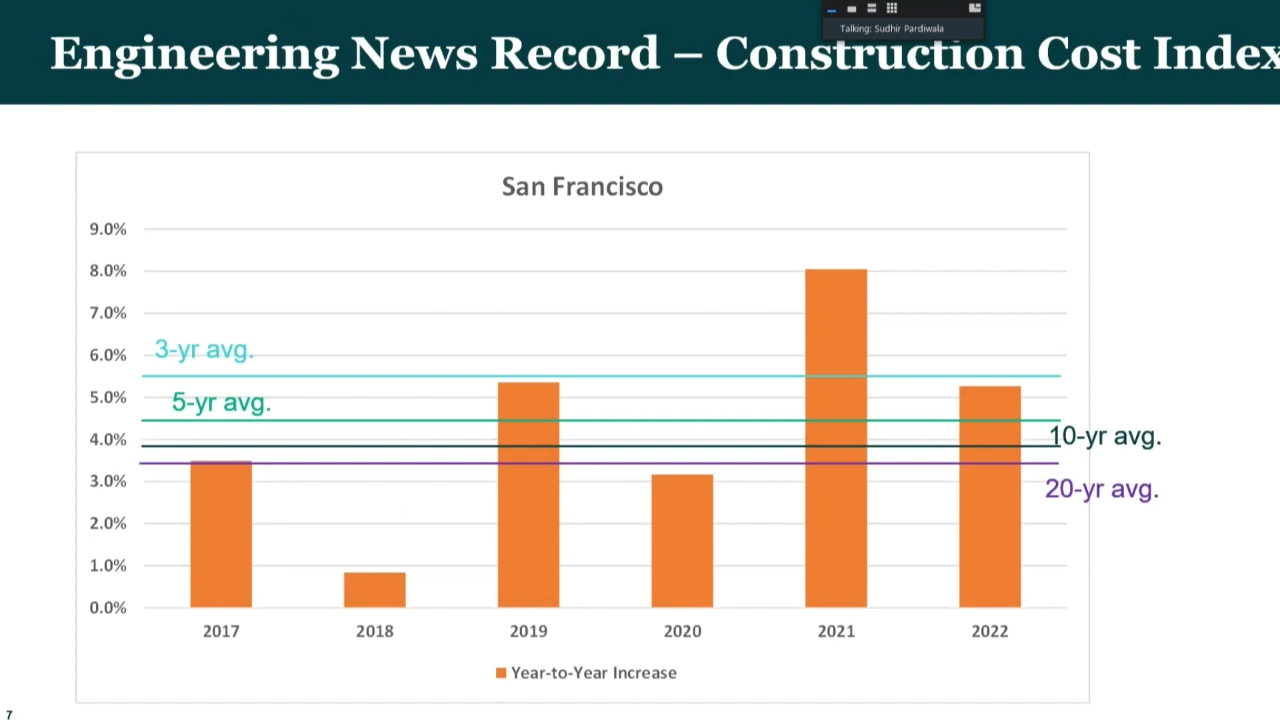 Talking: Sudhir Pardiwala
Engineering News Record – Construction Cost Index
San Francisco
9.0%
8.0%
7.0%
6.0%
5.0%
4.0%
3.0%
2.0%
1.0%
0.0%
3-yr avg.
5-yr avg.
10-yr avg.
20-yr avg.
2017 2018 2019 2020 2021 2022
Year-to-Year Increase
7